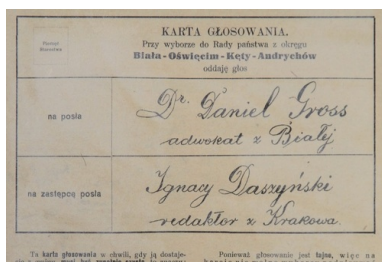 KARTA GŁOSOWANIA.
Przy wyborze do Rady państwa z okręgu
Biała - Oświęcim - Kęty - Andrychów
oddaję głos
na posła
Dr. Daniel Gross
adwokat z Białej
na zastępcę posła
Ignacy Daszyński
redaktor z Krakowa.
Ta karta głosowania w chwili, gdy ją dostaje-
Ponieważ głosowanie jest tajne, więc na